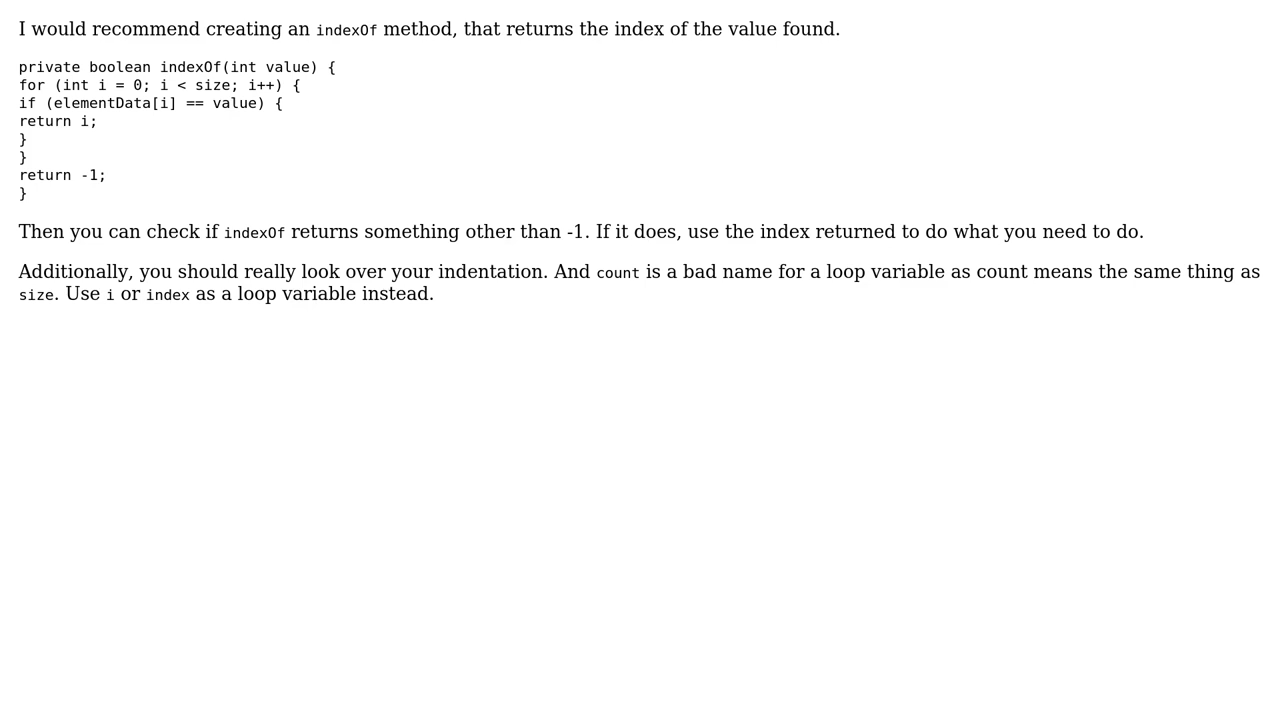 I would recommend creating an indexOf method, that returns the index of the value found.
private boolean indexOf(int value) {
for (int i = 0; i < size; i++) {
if (elementData[i] == value) {
return i;
}
}
return -1;
}
Then you can check if indexOf returns something other than -1. If it does, use the index returned to do what you need to do.
Additionally, you should really look over your indentation. And count is a bad name for a loop variable as count means the same thing as
size. Use i or index as a loop variable instead.